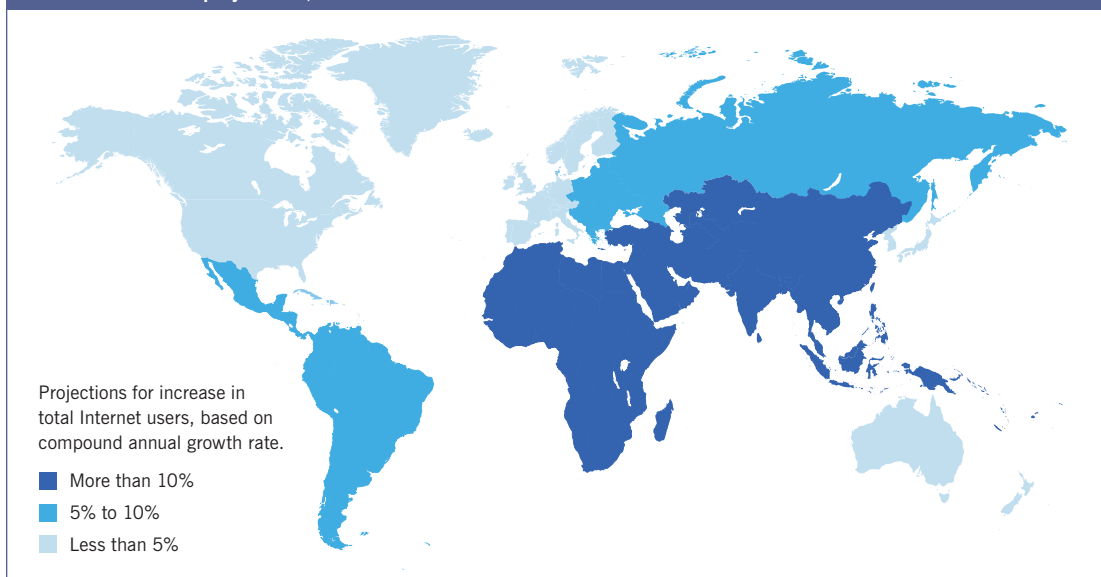 Projections for increase in
total Internet users, based on
compound annual growth rate.
More than 10%
5% to 10%
Less than 5%